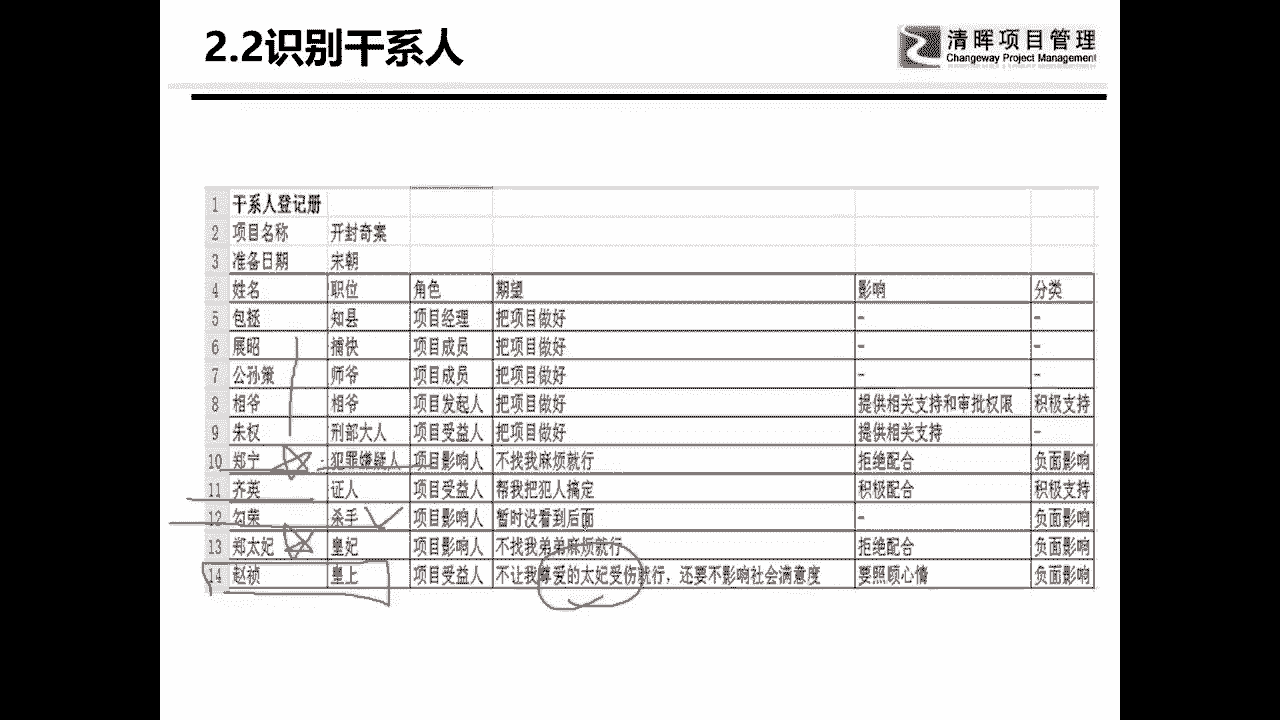 2.2识别干系人
清晖项目管理
Changeway Project Management
1 干系人登记册
2 项目名称 开封奇案
3 准备日期 宋朝
4 姓名 职位 角色 期望 影响 分类
5 包拯 知县 项目经理 把项目做好 - -
6 展昭 捕快 项目成员 把项目做好 - -
7 公孙策 师爷 项目成员 把项目做好 - -
8 相爷 相爷 项目发起人 把项目做好 提供相关支持和审批权限 积极支持
9 朱权 刑部大人 项目受益人 把项目做好 提供相关支持 -
10 郑宁 犯罪嫌疑人 项目影响人 不找我麻烦就行 拒绝配合 负面影响
11 齐英 证人 项目受益人 帮我把犯人搞定 积极配合 积极支持
12 勾荣 杀手 项目影响人 暂时没看到后面 - 负面影响
13 郑太妃 皇妃 项目影响人 不找我弟弟麻烦就行 拒绝配合 负面影响
14 赵祯 皇上 项目受益人 不让我尊爱的太妃受伤就行，还要不影响社会满意度 要照顾心情 负面影响